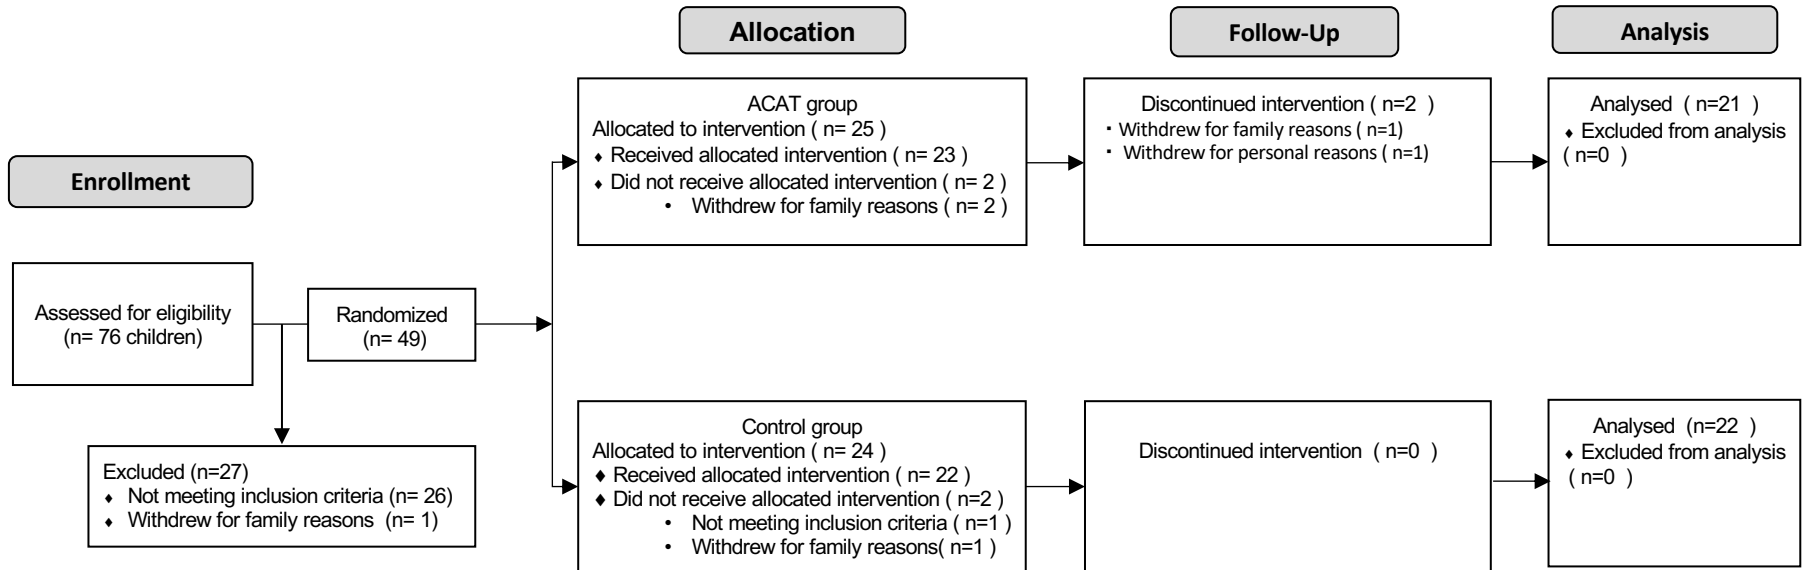 Enrollment
Assessed for eligibility
(n= 76 children)
Excluded (n=27)
⬧ Not meeting inclusion criteria (n= 26)
⬧ Withdrew for family reasons (n= 1)
Randomized
(n= 49)
Allocation
ACAT group
Allocated to intervention ( n= 25 )
⬧ Received allocated intervention ( n= 23 )
⬧ Did not receive allocated intervention ( n= 2 )
• Withdrew for family reasons ( n= 2 )
Control group
Allocated to intervention ( n= 24 )
♦ Received allocated intervention ( n= 22 )
♦ Did not receive allocated intervention ( n=2 )
• Not meeting inclusion criteria ( n=1 )
• Withdrew for family reasons( n=1 )
Follow-Up
Discontinued intervention ( n=2 )
・Withdrew for family reasons ( n=1)
・ Withdrew for personal reasons ( n=1)
Discontinued intervention ( n=0 )
Analysis
Analysed ( n=21 )
⬧ Excluded from analysis
( n=0 )
Analysed (n=22 )
⬧ Excluded from analysis
( n=0 )